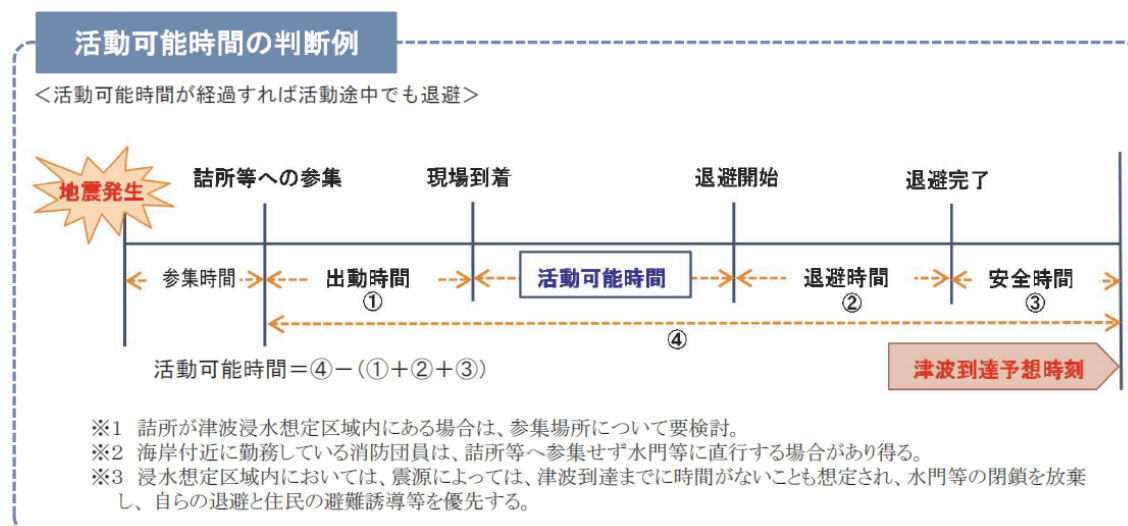 活動可能時間の判断例
＜活動可能時間が経過すれば活動途中でも退避＞
地震発生
詰所等への参集
現場到着
退避開始
退避完了
参集時間
出動時間
①
活動可能時間
退避時間
②
安全時間
③
④
活動可能時間＝④－（①＋②＋③）
津波到達予想時刻
※1 詰所が津波浸水想定区域内にある場合は、参集場所について要検討。
※2 海岸付近に勤務している消防団員は、詰所等へ参集せず水門等に直行する場合があり得る。
※3 浸水想定区域内においては、震源によっては、津波到達までに時間がないことも想定され、水門等の閉鎖を放棄
し、自らの退避と住民の避難誘導等を優先する。